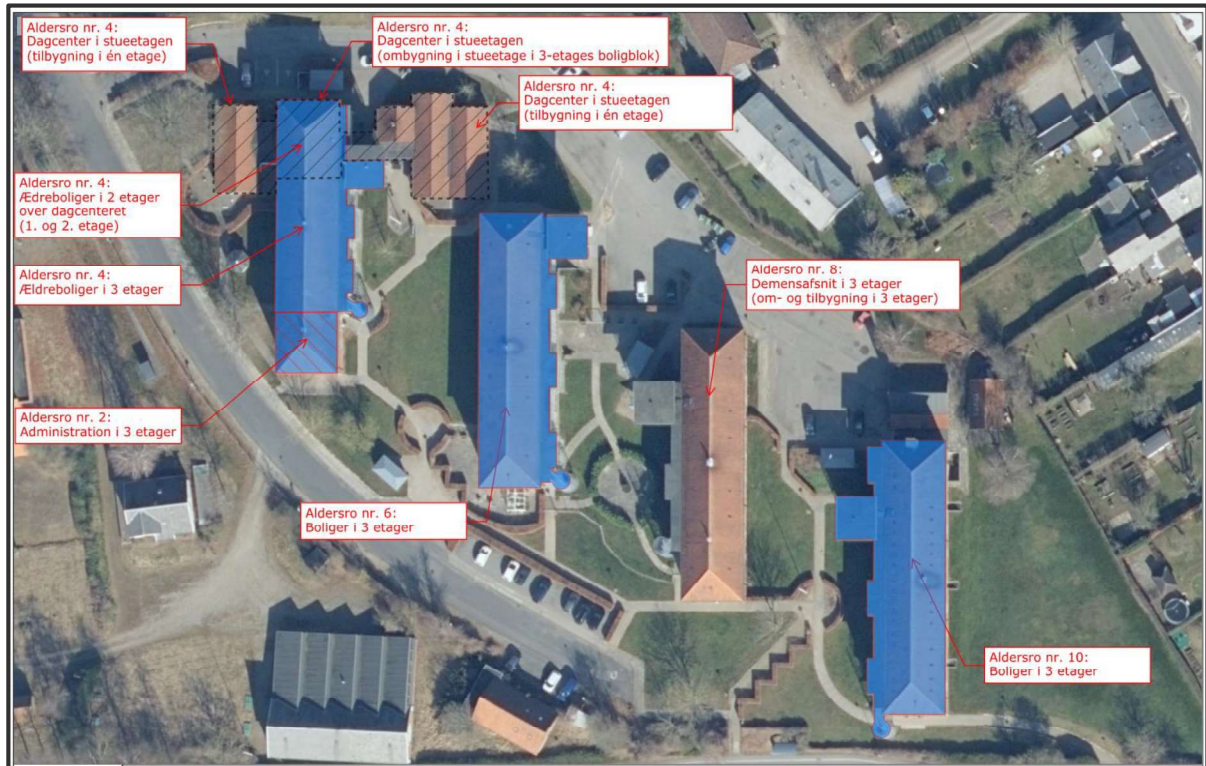 Aldersro nr. 4:
Dagcenter i stueetagen
(tilbygning i én etage)
Aldersro nr. 4:
Dagcenter i stueetagen
(ombygning i stueetage i 3-etages boligblok)
Aldersro nr. 4:
Dagcenter i stueetagen
(tilbygning i én etage)
Aldersro nr. 4:
Ædreboliger i 2 etager
over dagcenteret
(1. og 2. etage)
Aldersro nr. 4:
Ældreboliger i 3 etager
Aldersro nr. 8:
Demensafsnit i 3 etager
(om- og tilbygning i 3 etager)
Aldersro nr. 2:
Administration i 3 etager
Aldersro nr. 6:
Boliger i 3 etager
Aldersro nr. 10:
Boliger i 3 etager